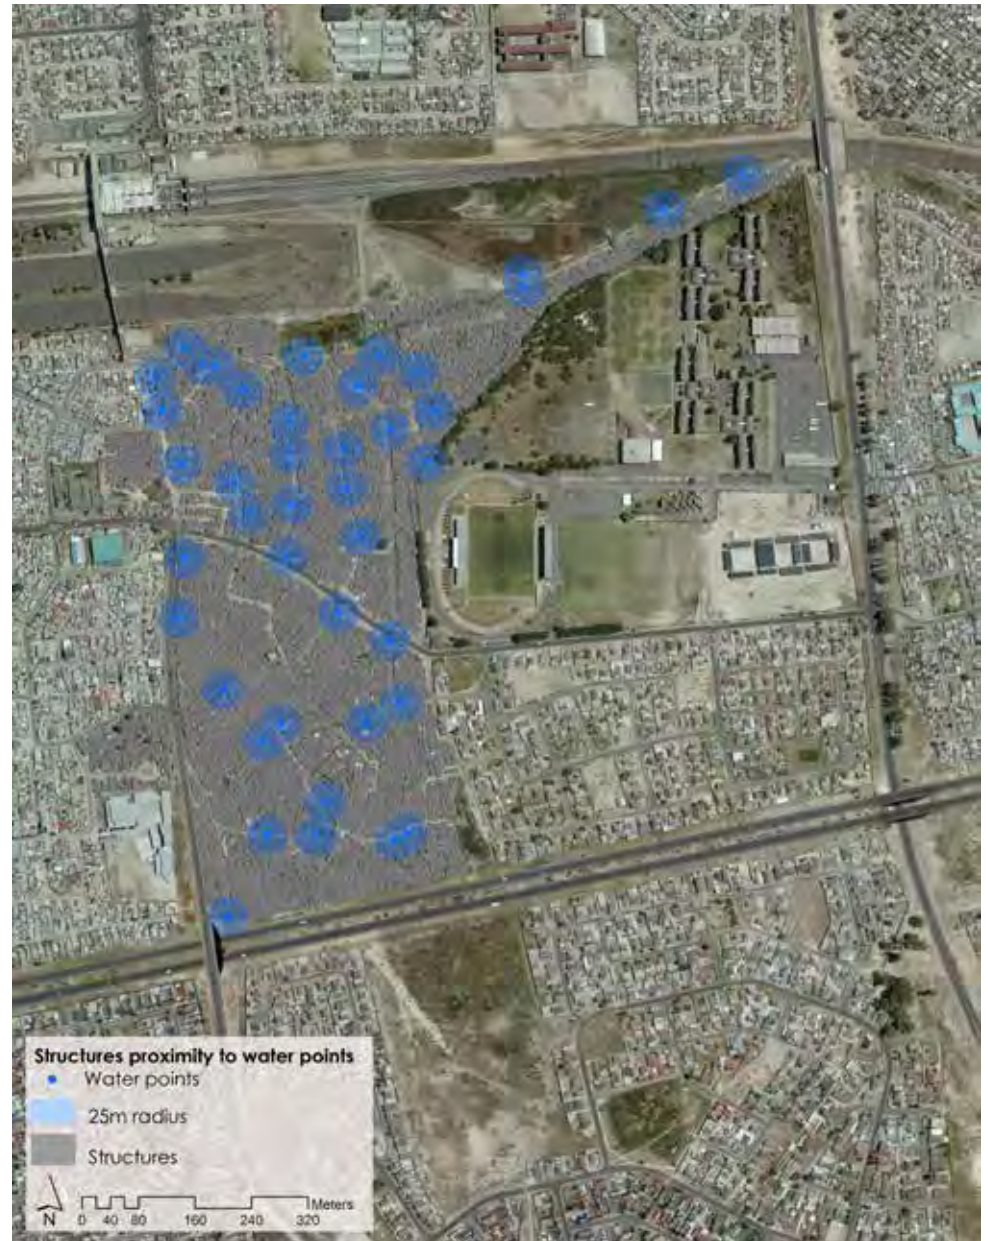 Structures proximity to water points
Water points
25m radius
Structures
N
0 40 80 160 240 320
Meters